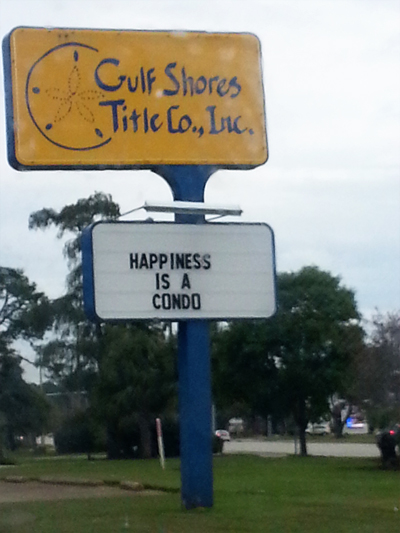 Gulf Shores
Title Co., Inc.
HAPPINESS
IS A
CONDO